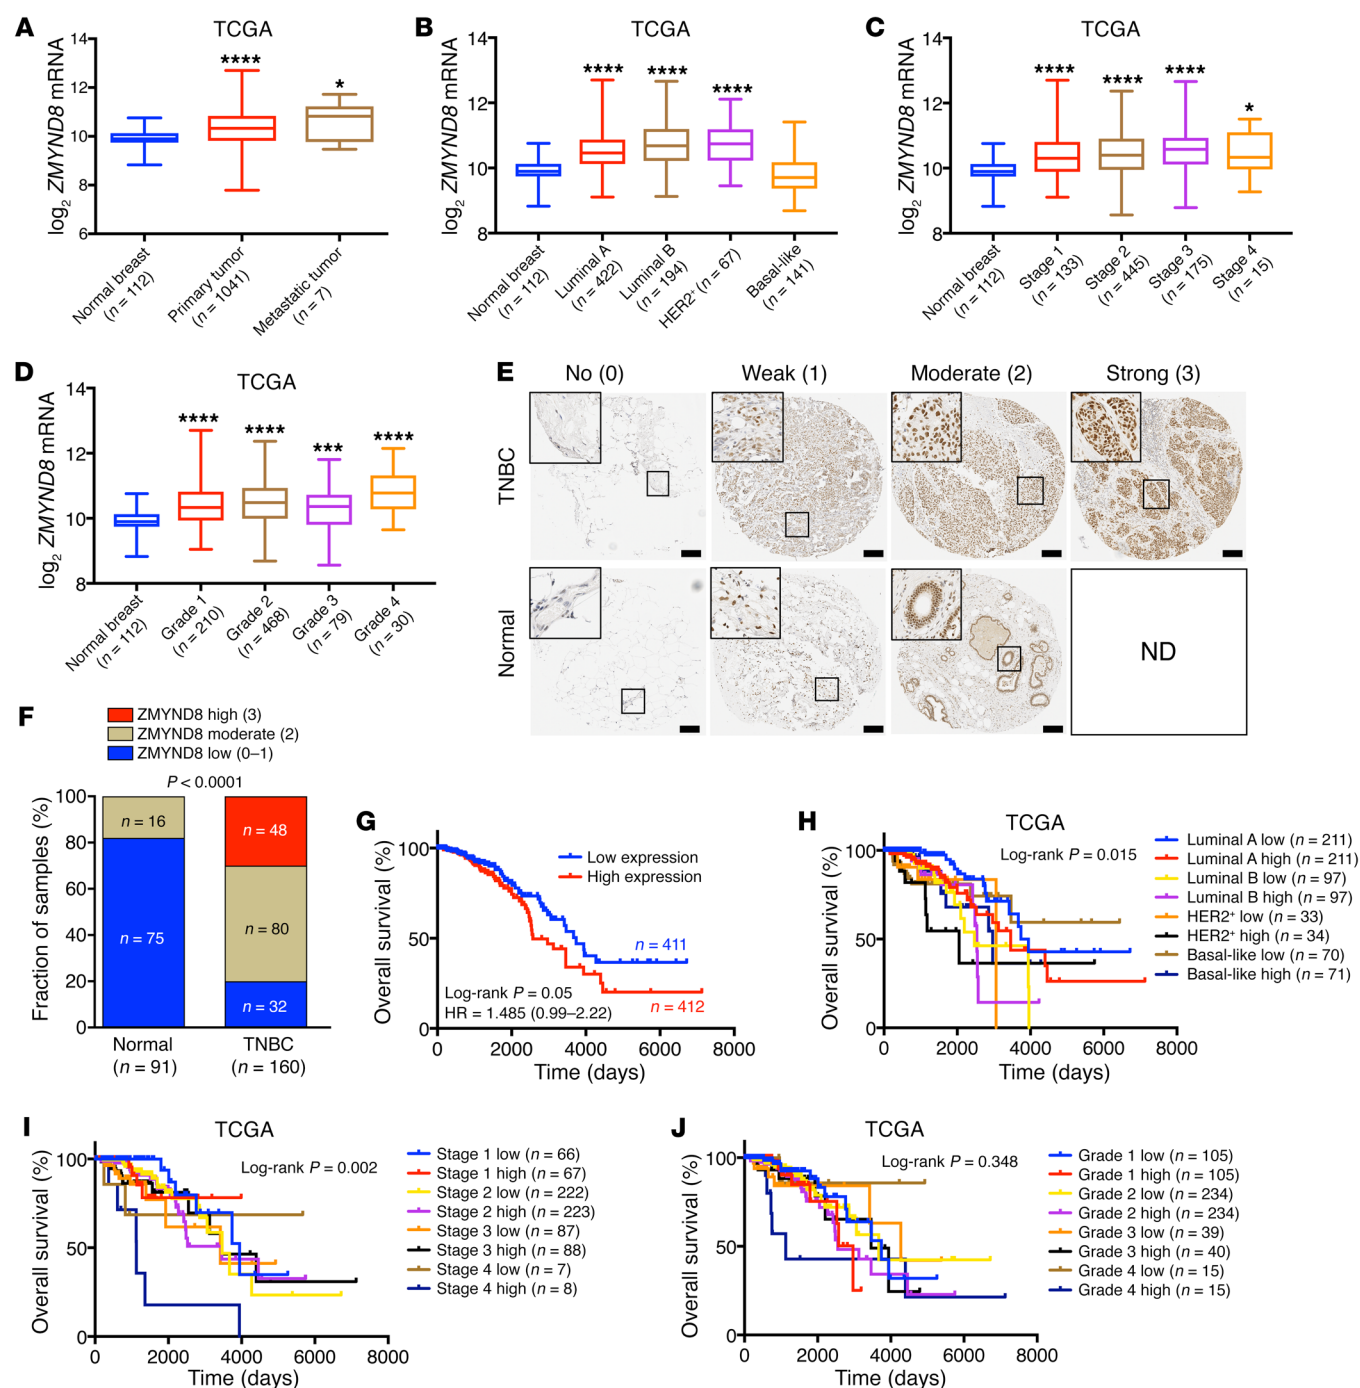 A
TCGA
****
*
log2 ZMYND8 mRNA
14
12
10
8
6
Normal breast
(n = 112)
Primary tumor
(n = 1041)
Metastatic tumor
(n = 7)
B
TCGA
****
****
****
log2 ZMYND8 mRNA
14
12
10
8
Normal breast
(n = 112)
Luminal A
(n = 422)
Luminal B
(n = 194)
HER2+ (n = 67)
Basal-like
(n = 141)
C
TCGA
****
****
****
*
log2 ZMYND8 mRNA
14
12
10
8
Normal breast
(n = 112)
Stage 1
(n = 133)
Stage 2
(n = 445)
Stage 3
(n = 175)
Stage 4
(n = 15)
D
TCGA
****
****
***
****
log2 ZMYND8 mRNA
14
12
10
8
Normal breast
(n = 112)
Grade 1
(n = 210)
Grade 2
(n = 468)
Grade 3
(n = 79)
Grade 4
(n = 30)
E
No (0)
Weak (1)
Moderate (2)
Strong (3)
TNBC
Normal
ND
F
ZMYND8 high (3)
ZMYND8 moderate (2)
ZMYND8 low (0–1)
P < 0.0001
Fraction of samples (%)
100
80
60
40
20
0
n = 16
n = 75
n = 48
n = 80
n = 32
Normal
(n = 91)
TNBC
(n = 160)
G
Overall survival (%)
100
50
0
Low expression
High expression
n = 411
n = 412
Log-rank P = 0.05
HR = 1.485 (0.99–2.22)
0 2000 4000 6000 8000
Time (days)
H
TCGA
Log-rank P = 0.015
Overall survival (%)
100
50
0
0 2000 4000 6000 8000
Time (days)
Luminal A low (n = 211)
Luminal A high (n = 211)
Luminal B low (n = 97)
Luminal B high (n = 97)
HER2+ low (n = 33)
HER2+ high (n = 34)
Basal-like low (n = 70)
Basal-like high (n = 71)
I
TCGA
Log-rank P = 0.002
Overall survival (%)
100
50
0
0 2000 4000 6000 8000
Time (days)
Stage 1 low (n = 66)
Stage 1 high (n = 67)
Stage 2 low (n = 222)
Stage 2 high (n = 223)
Stage 3 low (n = 87)
Stage 3 high (n = 88)
Stage 4 low (n = 7)
Stage 4 high (n = 8)
J
TCGA
Log-rank P = 0.348
Overall survival (%)
100
50
0
0 2000 4000 6000 8000
Time (days)
Grade 1 low (n = 105)
Grade 1 high (n = 105)
Grade 2 low (n = 234)
Grade 2 high (n = 234)
Grade 3 low (n = 39)
Grade 3 high (n = 40)
Grade 4 low (n = 15)
Grade 4 high (n = 15)